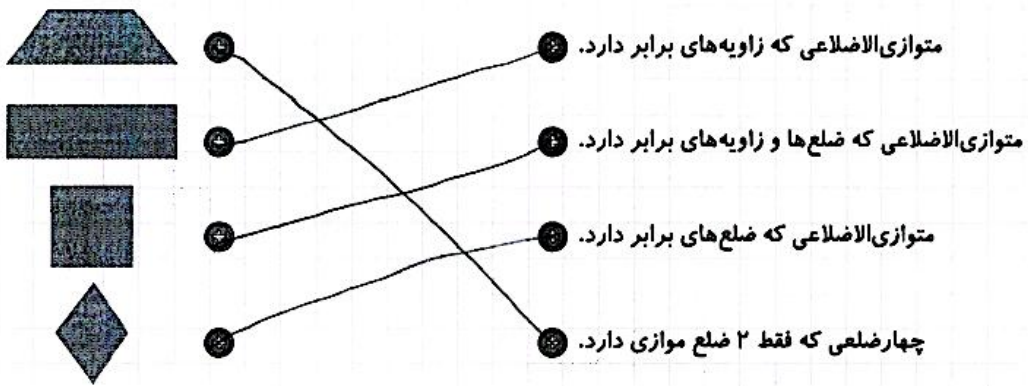 متوازی‌الاضلاعی که زاویه‌های برابر دارد.
متوازی‌الاضلاعی که ضلع‌ها و زاویه‌های برابر دارد.
متوازی‌الاضلاعی که ضلع‌های برابر دارد.
چهارضلعی که فقط ۲ ضلع موازی دارد.